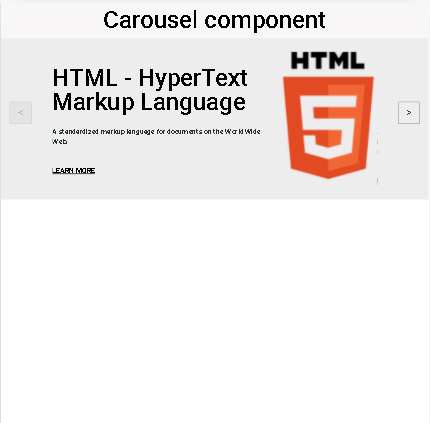 Carousel component
HTML
HTML - HyperText
Markup Language
<
>
A standardized markup language for documents on the World Wide
Web.
LEARN MORE